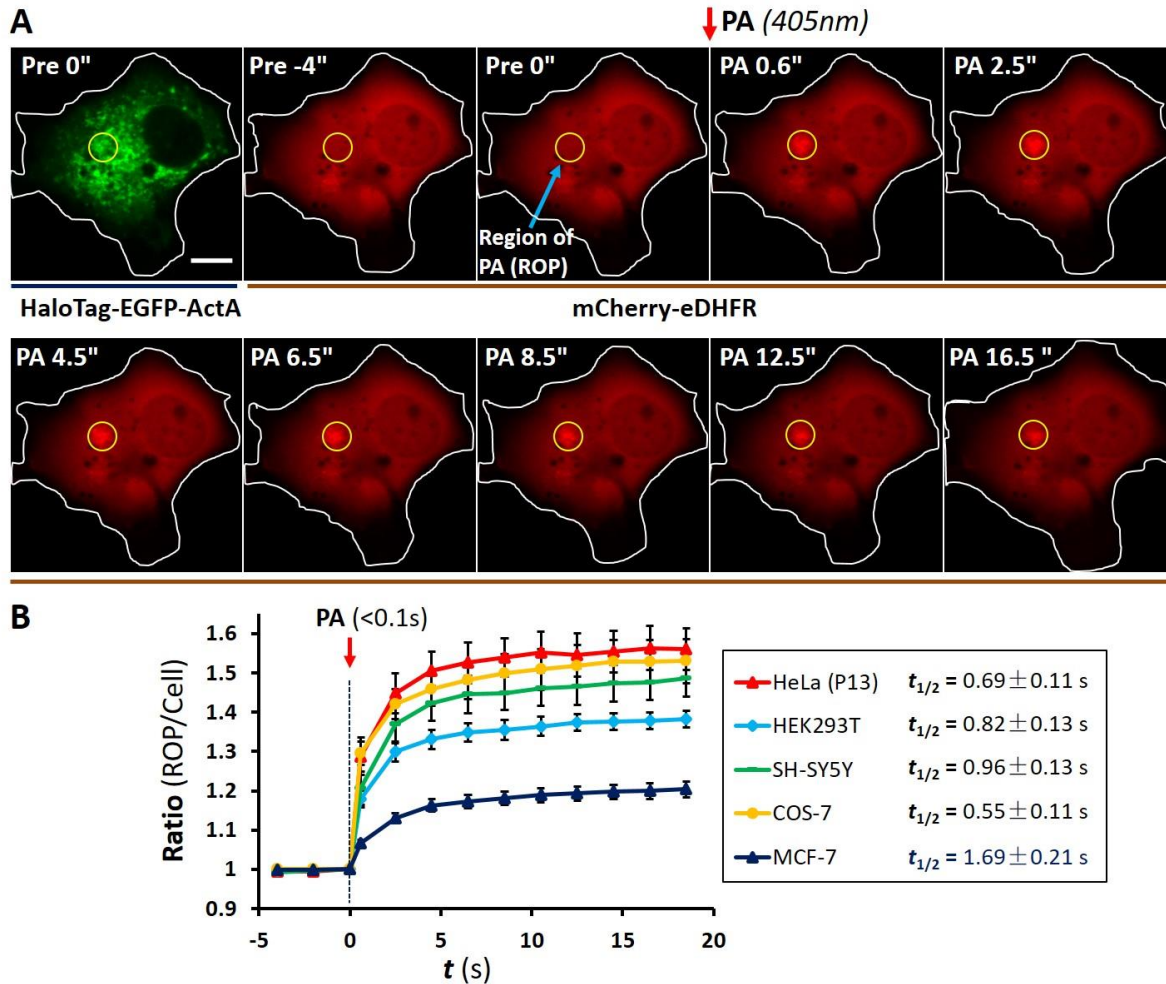 A
PA (405nm)
Pre 0"
Pre -4"
Pre 0"
PA 0.6"
PA 2.5"
Region of
PA (ROP)
HaloTag-EGFP-ActA
mCherry-eDHFR
PA 4.5"
PA 6.5"
PA 8.5"
PA 12.5"
PA 16.5 "
B
PA (<0.1s)
Ratio (ROP/Cell)
1.6
1.5
1.4
1.3
1.2
1.1
1
0.9
-5
0
5
10
15
20
t (s)
HeLa (P13) t1/2 = 0.69±0.11 s
HEK293T t1/2 = 0.82±0.13 s
SH-SY5Y t1/2 = 0.96±0.13 s
COS-7 t1/2 = 0.55±0.11 s
MCF-7 t1/2 = 1.69±0.21 s